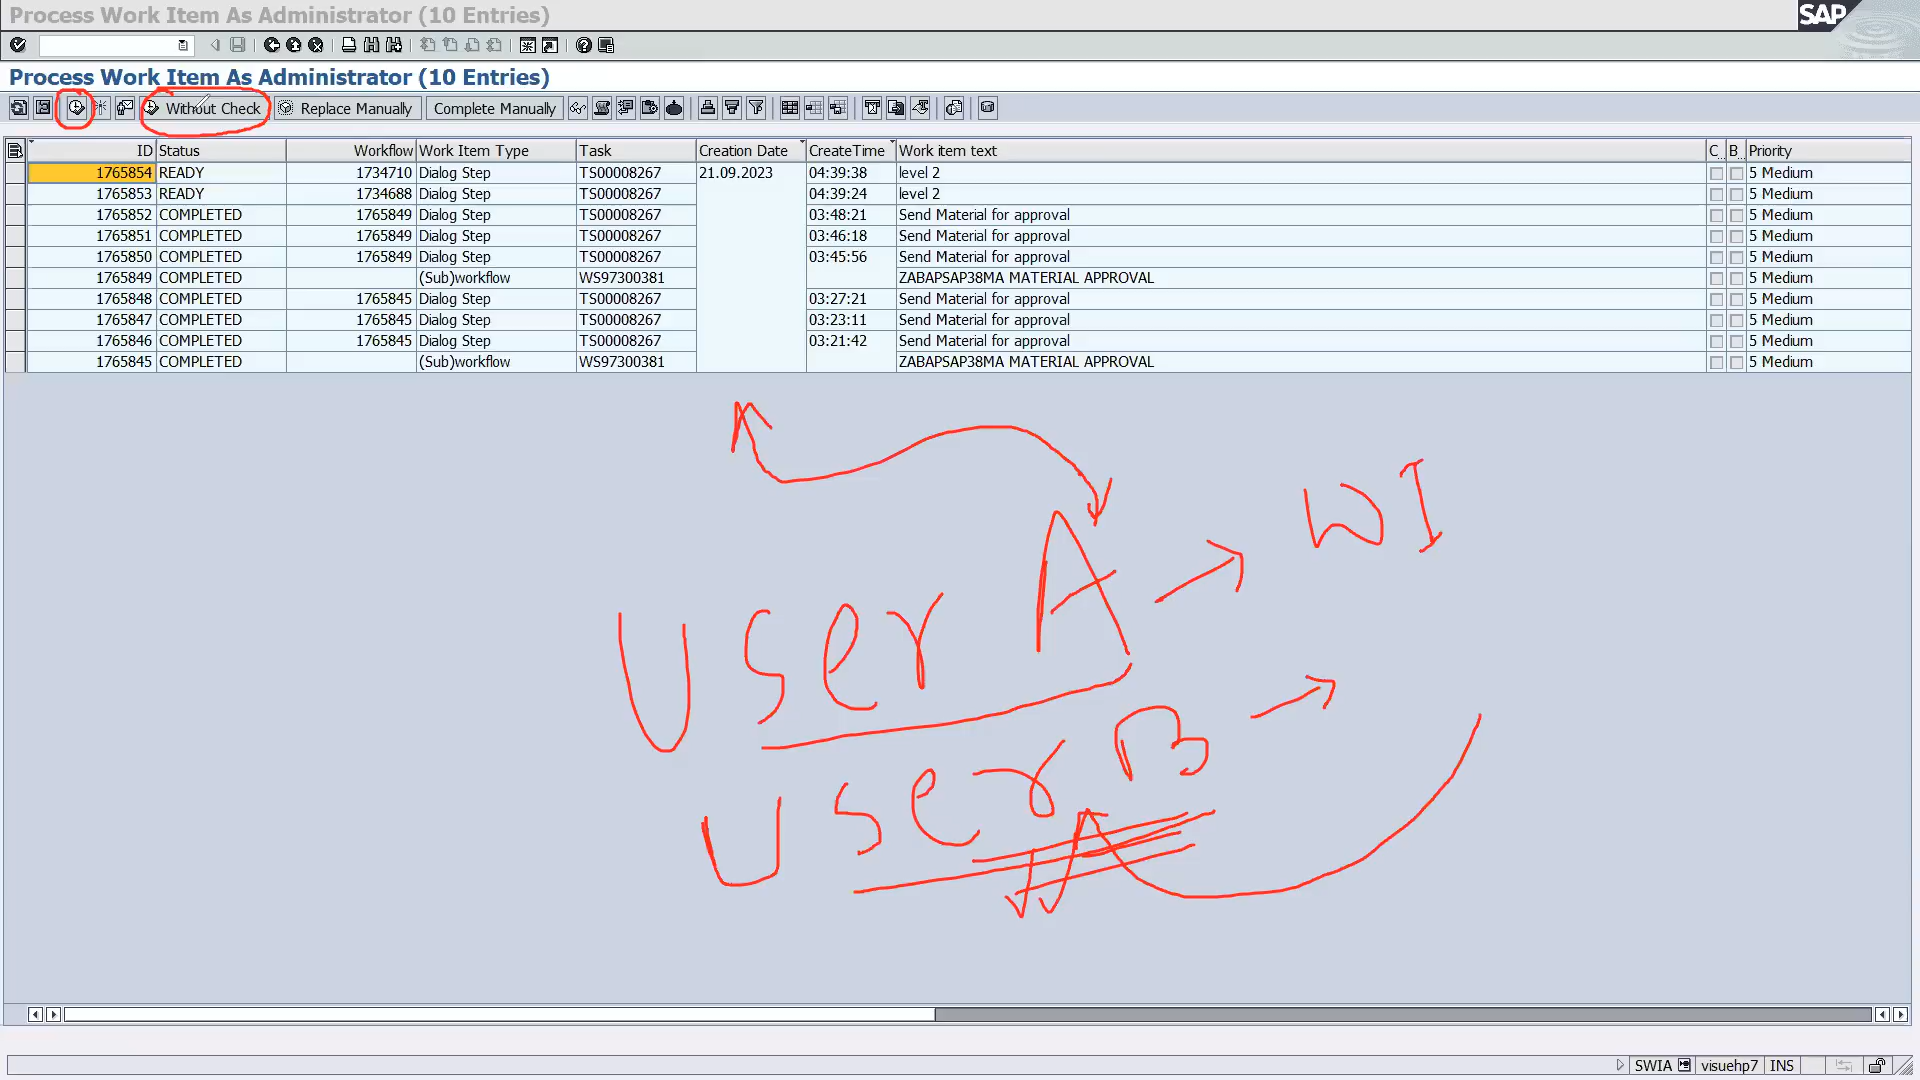 Process Work Item As Administrator (10 Entries)
SAP
Process Work Item As Administrator (10 Entries)
Without Check Replace Manually Complete Manually
ID Status Workflow Work Item Type Task Creation Date CreateTime Work item text C.. B.. Priority
1765854 READY 1734710 Dialog Step TS00008267 21.09.2023 04:39:38 level 2 5 Medium
1765853 READY 1734688 Dialog Step TS00008267 04:39:24 level 2 5 Medium
1765852 COMPLETED 1765849 Dialog Step TS00008267 03:48:21 Send Material for approval 5 Medium
1765851 COMPLETED 1765849 Dialog Step TS00008267 03:46:18 Send Material for approval 5 Medium
1765850 COMPLETED 1765849 Dialog Step TS00008267 03:45:56 Send Material for approval 5 Medium
1765849 COMPLETED (Sub)workflow WS97300381 ZABAPSAP38MA MATERIAL APPROVAL 5 Medium
1765848 COMPLETED 1765845 Dialog Step TS00008267 03:27:21 Send Material for approval 5 Medium
1765847 COMPLETED 1765845 Dialog Step TS00008267 03:23:11 Send Material for approval 5 Medium
1765846 COMPLETED 1765845 Dialog Step TS00008267 03:21:42 Send Material for approval 5 Medium
1765845 COMPLETED (Sub)workflow WS97300381 ZABAPSAP38MA MATERIAL APPROVAL 5 Medium
User A → WI
User B →
SWIA visuehp7 INS